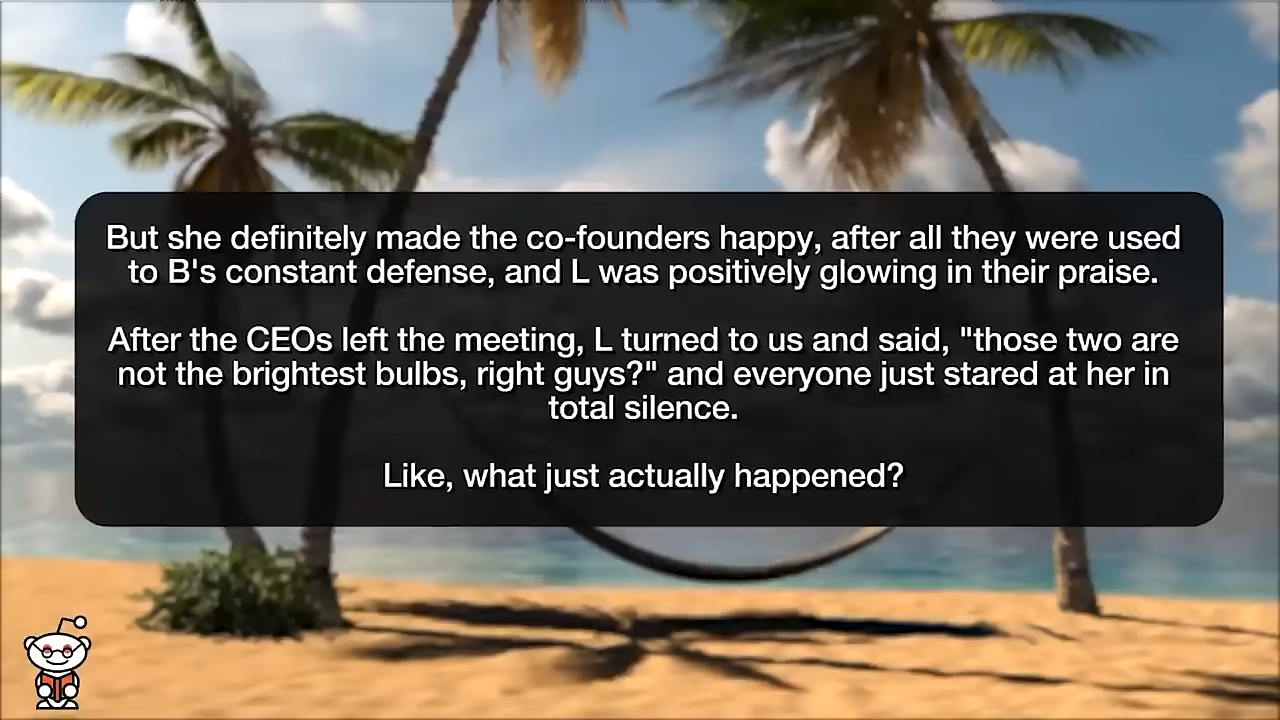 But she definitely made the co-founders happy, after all they were used
to B's constant defense, and L was positively glowing in their praise.
After the CEOs left the meeting, L turned to us and said, "those two are
not the brightest bulbs, right guys?" and everyone just stared at her in
total silence.
Like, what just actually happened?